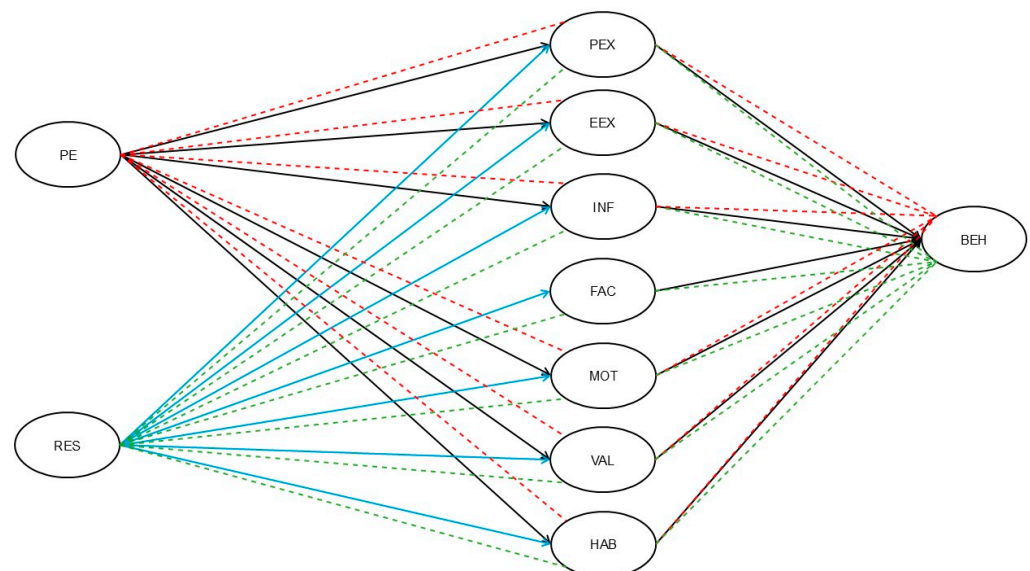 PEX
EEX
PE
INF
BEH
FAC
MOT
RES
VAL
HAB